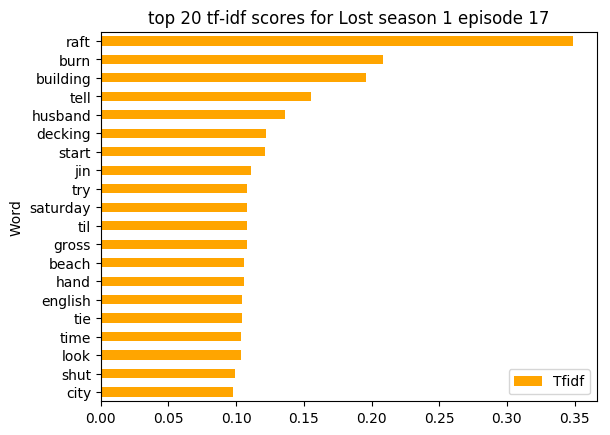 top 20 tf-idf scores for Lost season 1 episode 17
Word
raft
burn
building
tell
husband
decking
start
jin
try
saturday
til
gross
beach
hand
english
tie
time
look
shut
city
Tfidf
0.00 0.05 0.10 0.15 0.20 0.25 0.30 0.35